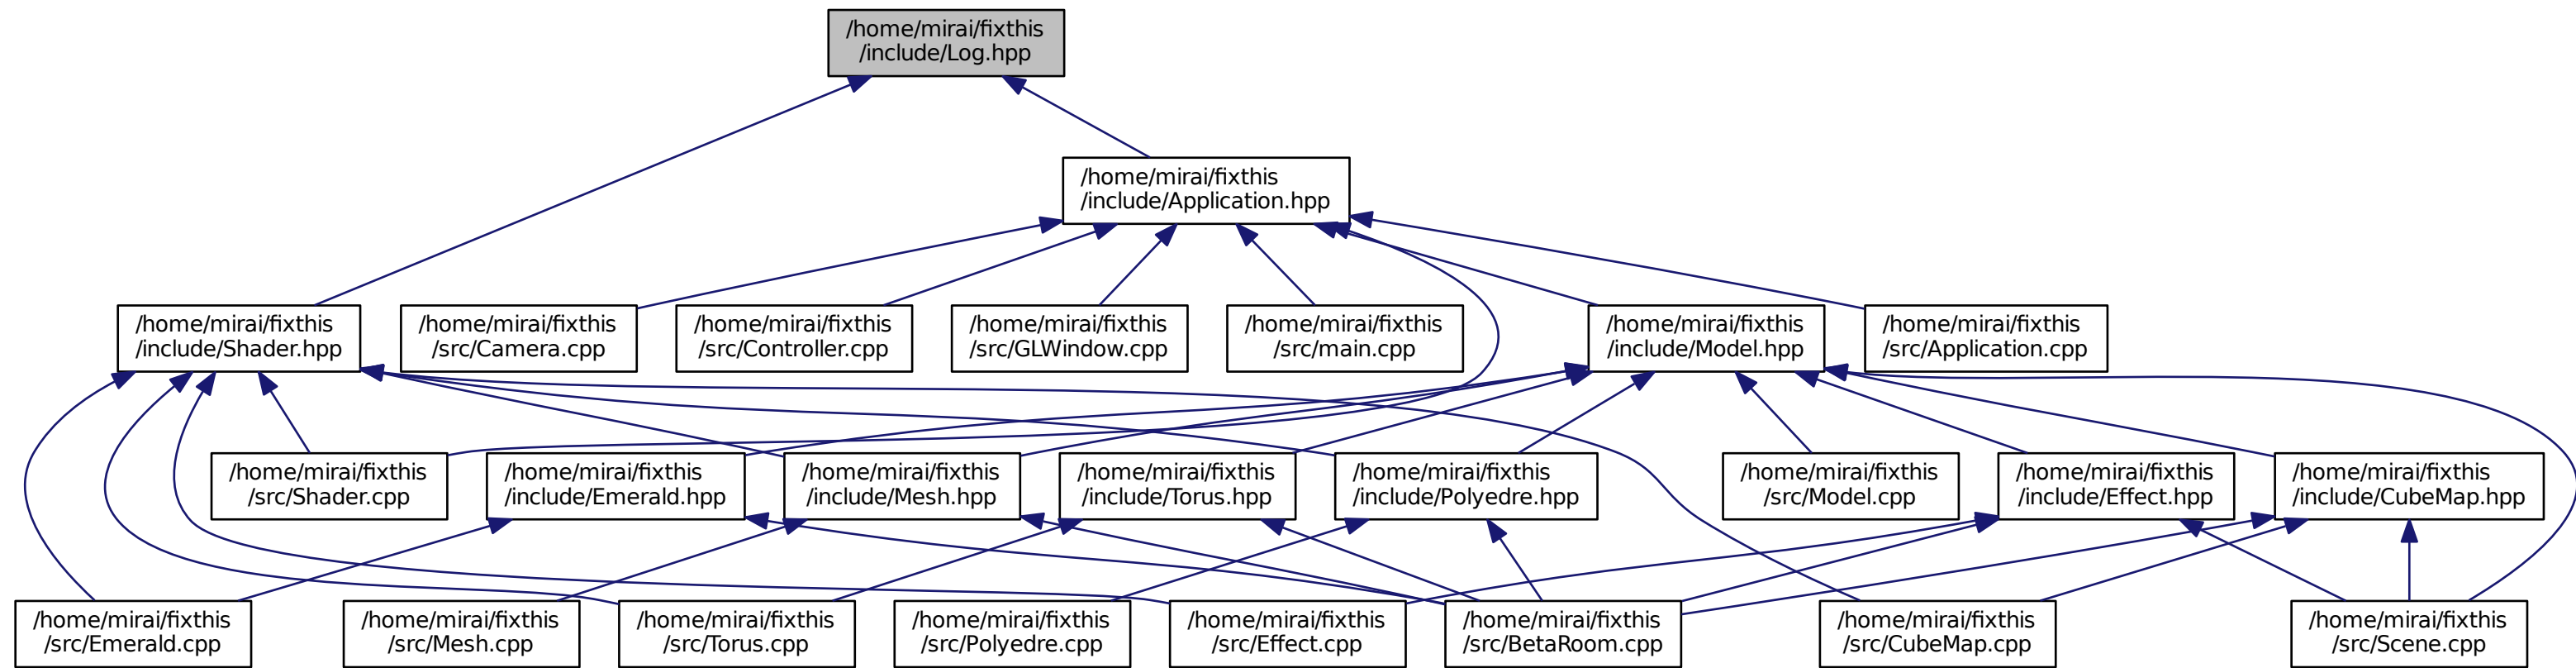 /home/mirai/fixthis
/include/Log.hpp
/home/mirai/fixthis
/include/Application.hpp
/home/mirai/fixthis
/include/Shader.hpp
/home/mirai/fixthis
/src/Camera.cpp
/home/mirai/fixthis
/src/Controller.cpp
/home/mirai/fixthis
/src/GLWindow.cpp
/home/mirai/fixthis
/src/main.cpp
/home/mirai/fixthis
/include/Model.hpp
/home/mirai/fixthis
/src/Application.cpp
/home/mirai/fixthis
/src/Shader.cpp
/home/mirai/fixthis
/include/Emerald.hpp
/home/mirai/fixthis
/include/Mesh.hpp
/home/mirai/fixthis
/include/Torus.hpp
/home/mirai/fixthis
/include/Polyedre.hpp
/home/mirai/fixthis
/src/Model.cpp
/home/mirai/fixthis
/include/Effect.hpp
/home/mirai/fixthis
/include/CubeMap.hpp
/home/mirai/fixthis
/src/Emerald.cpp
/home/mirai/fixthis
/src/Mesh.cpp
/home/mirai/fixthis
/src/Torus.cpp
/home/mirai/fixthis
/src/Polyedre.cpp
/home/mirai/fixthis
/src/Effect.cpp
/home/mirai/fixthis
/src/BetaRoom.cpp
/home/mirai/fixthis
/src/CubeMap.cpp
/home/mirai/fixthis
/src/Scene.cpp